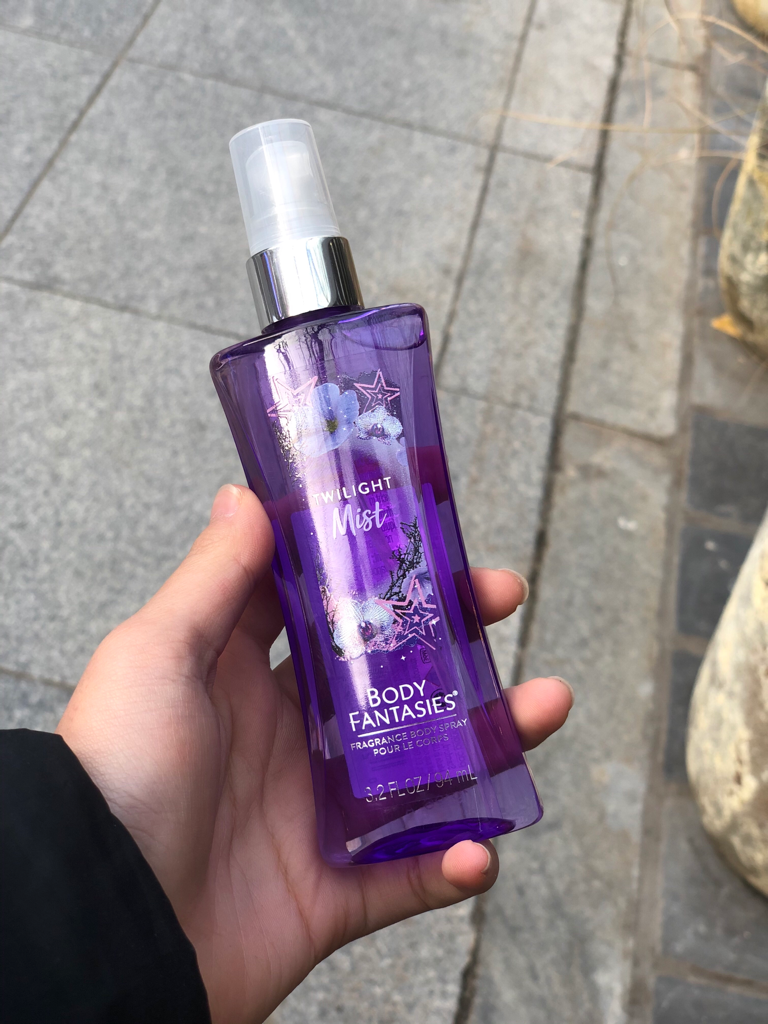 TWILIGHT
Mist
BODY
FANTASIES®
FRAGRANCE BODY SPRAY
POUR LE CORPS
3.2 FL OZ / 94 mL